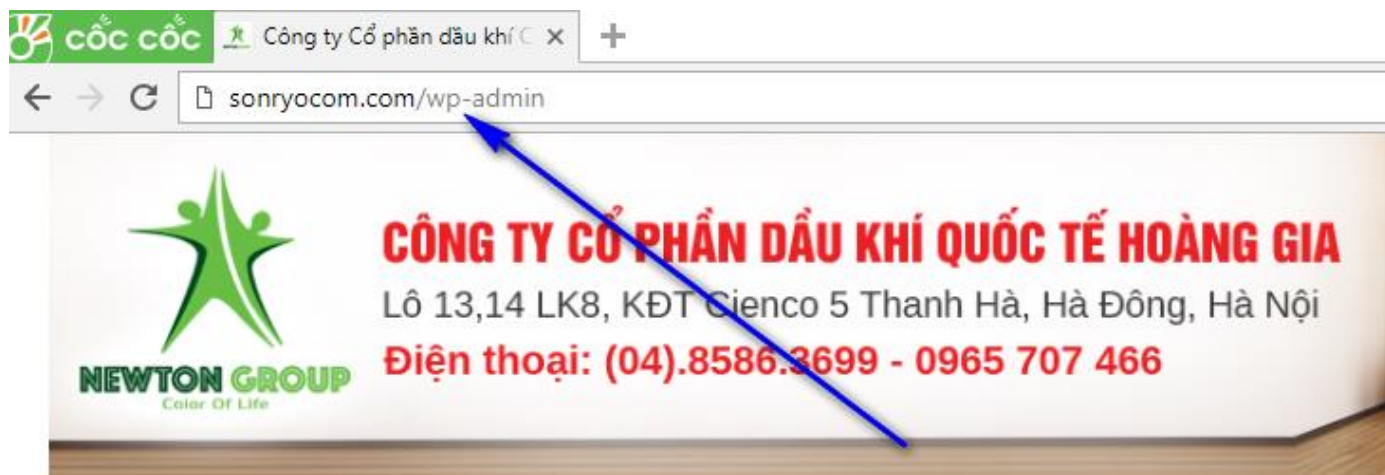 cốc cốc Công ty Cổ phần dầu khí
sonryocom.com/wp-admin
CÔNG TY CỔ PHẦN DẦU KHÍ QUỐC TẾ HOÀNG GIA
Lô 13,14 LK8, KĐT Cienco 5 Thanh Hà, Hà Đông, Hà Nội
Điện thoại: (04).8586.3699 - 0965 707 466
NEWTON GROUP
Color Of Life